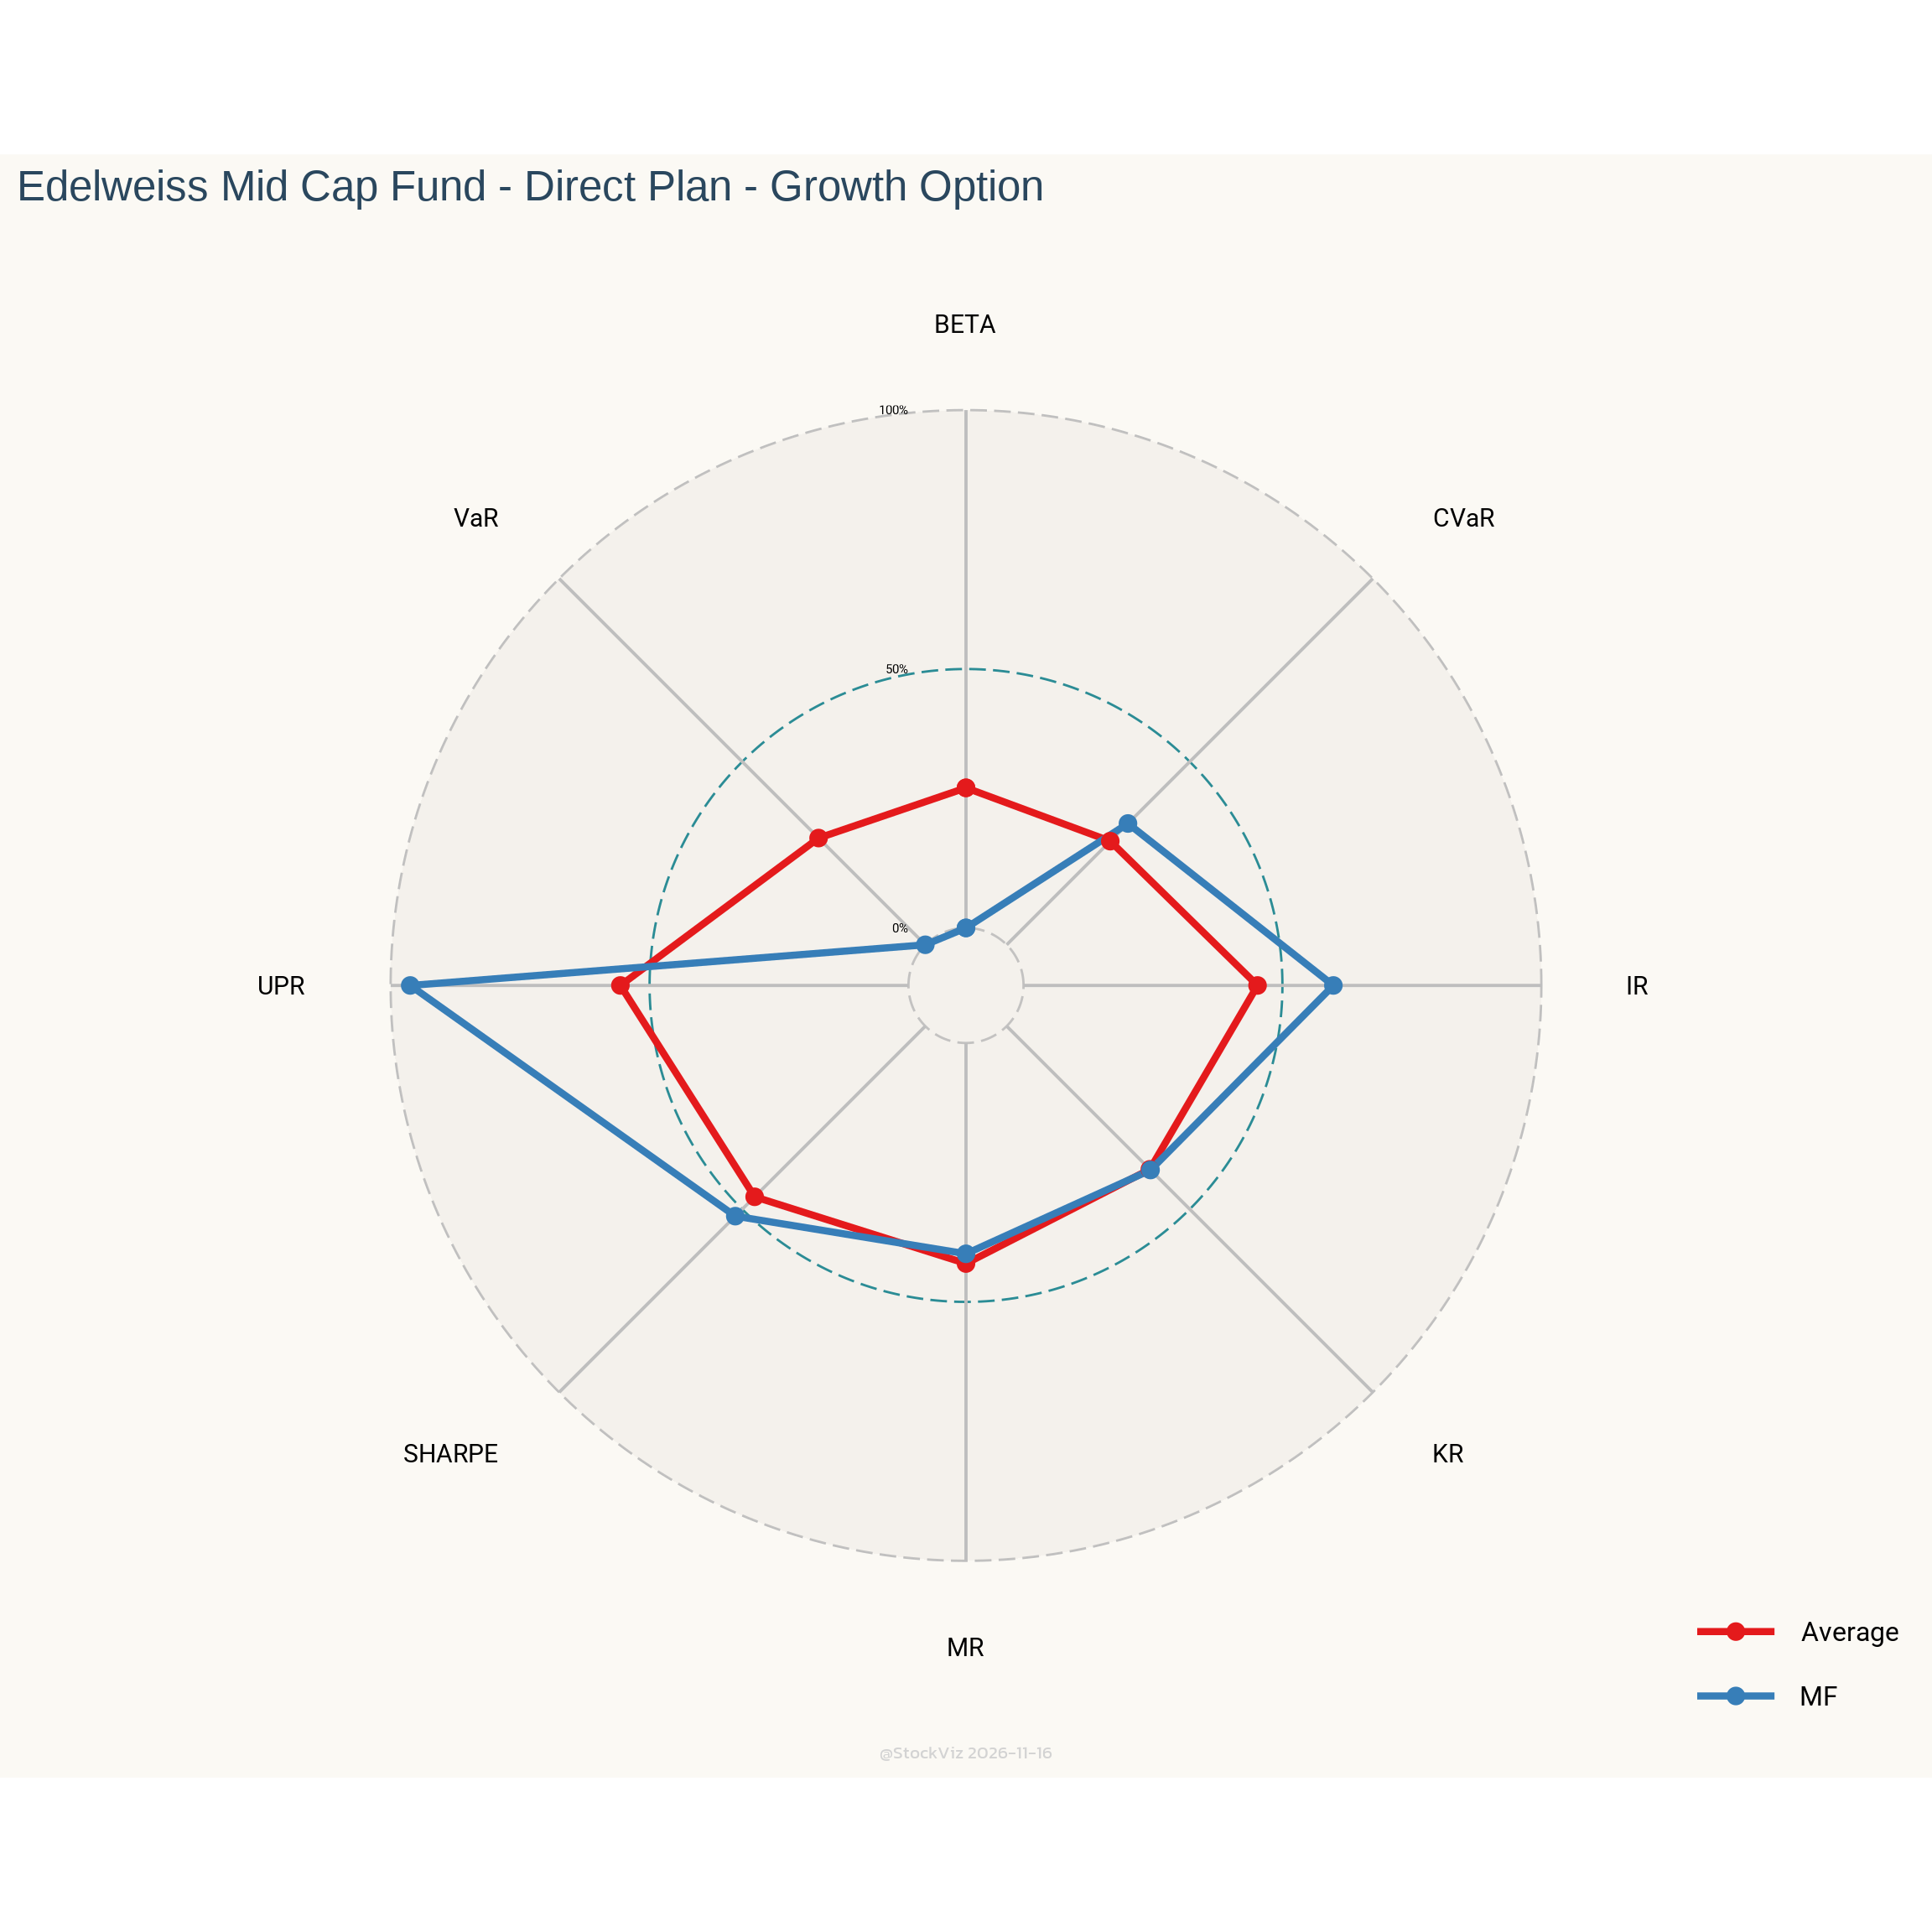 Edelweiss Mid Cap Fund - Direct Plan - Growth Option
BETA
100%
VaR
CVaR
50%
0%
UPR
IR
SHARPE
KR
MR
Average
MF
@StockViz 2026-11-16